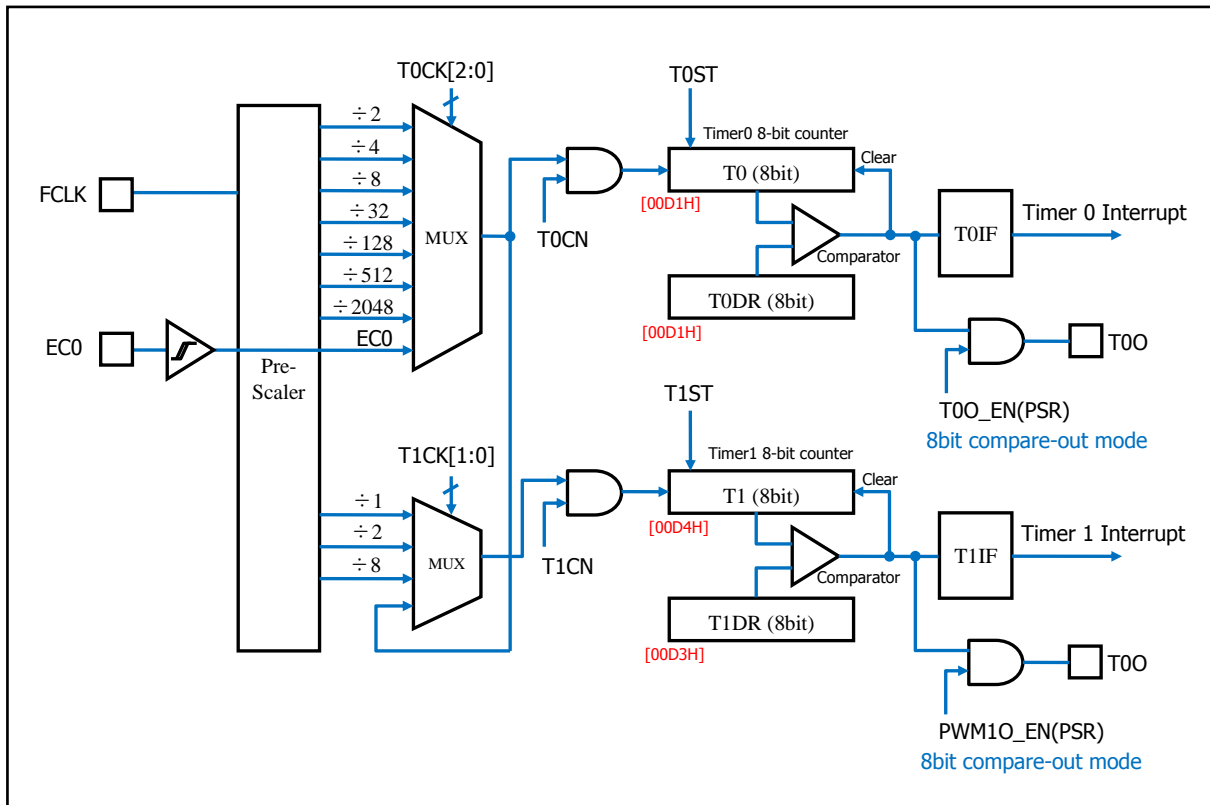 T0CK[2:0]
T0ST
÷2
÷4
÷8
÷32
÷128
÷512
÷2048
EC0
FCLK
EC0
Pre-
Scaler
MUX
T0CN
Timer0 8-bit counter
T0 (8bit)
Clear
[00D1H]
Comparator
T0DR (8bit)
[00D1H]
T0IF
Timer 0 Interrupt
T0O
T0O_EN(PSR)
8bit compare-out mode
T1CK[1:0]
T1ST
÷1
÷2
÷8
MUX
T1CN
Timer1 8-bit counter
T1 (8bit)
Clear
[00D4H]
Comparator
T1DR (8bit)
[00D3H]
T1IF
Timer 1 Interrupt
T0O
PWM1O_EN(PSR)
8bit compare-out mode